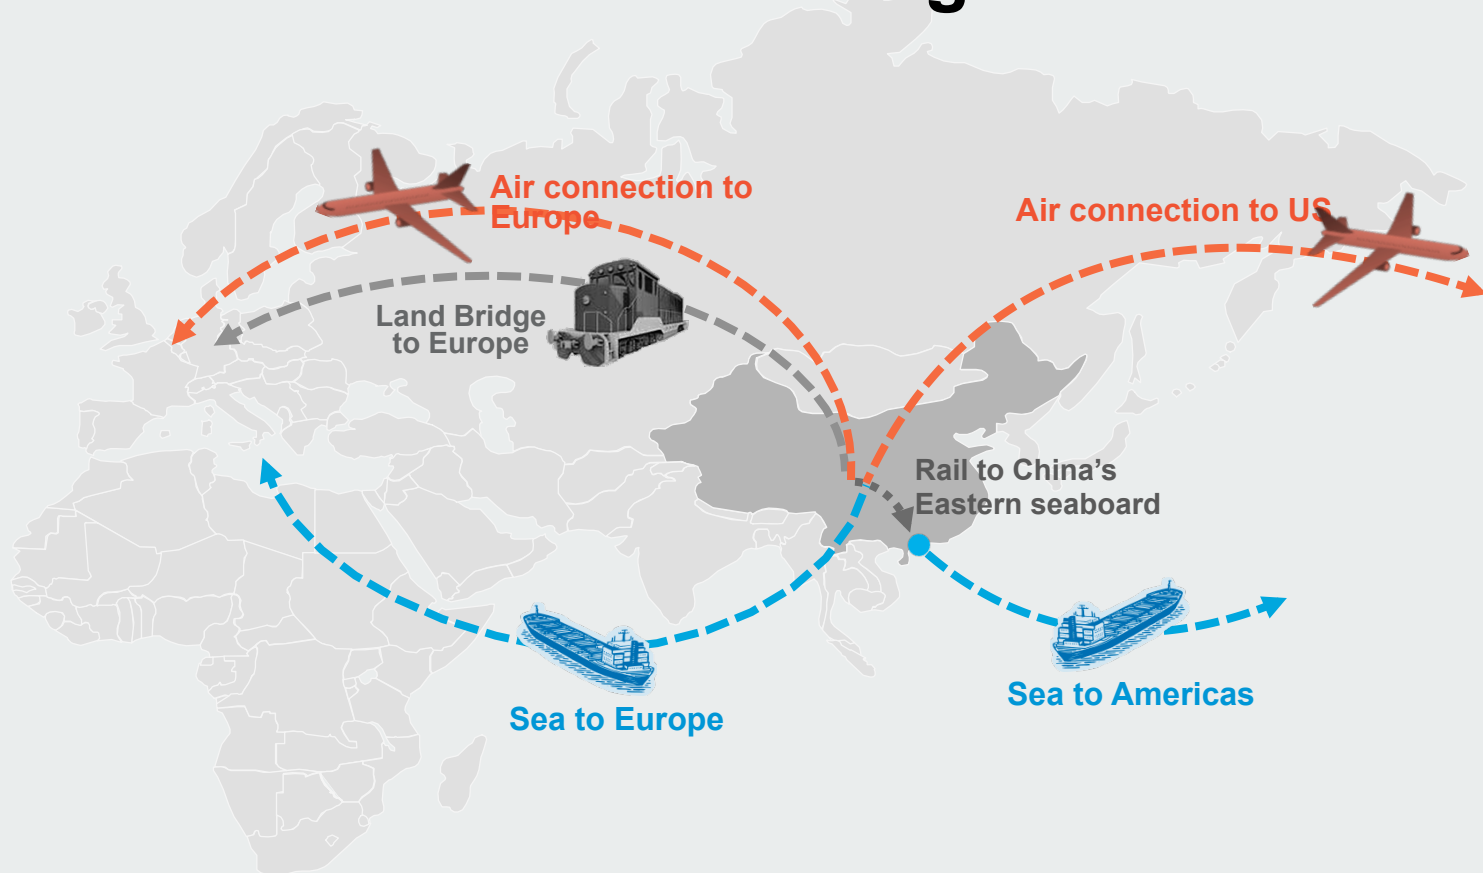 Air connection to
Europe
Air connection to US
Land Bridge
to Europe
Rail to China’s
Eastern seaboard
Sea to Americas
Sea to Europe